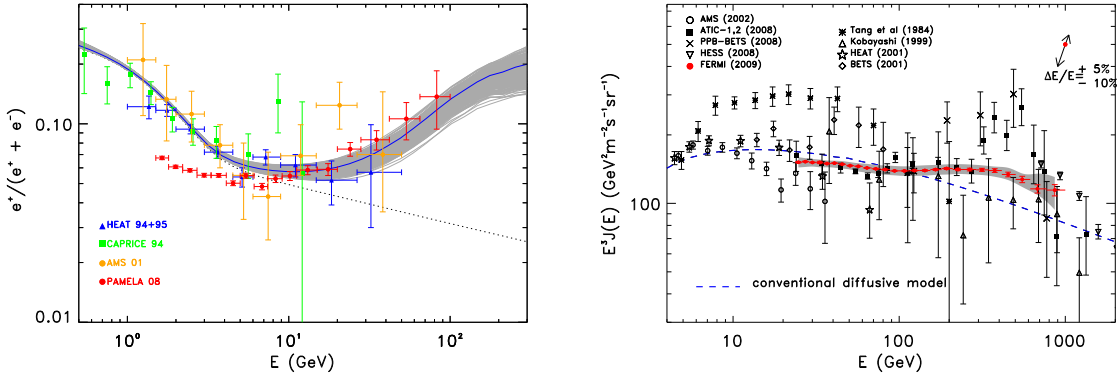 e⁺/(e⁺ + e⁻)
0.10
0.01
HEAT 94+95
CAPRICE 94
AMS 01
PAMELA 08
10⁰
10¹
10²
E (GeV)
E³J(E) (GeV²m⁻²s⁻¹sr⁻¹)
100
AMS (2002)
ATIC-1,2 (2008)
PPB-BETS (2008)
HESS (2008)
FERMI (2009)
Tang et al (1984)
Kobayashi (1999)
HEAT (2001)
BETS (2001)
ΔE/E= + 5%
− 10%
conventional diffusive model
10
100
1000
E (GeV)